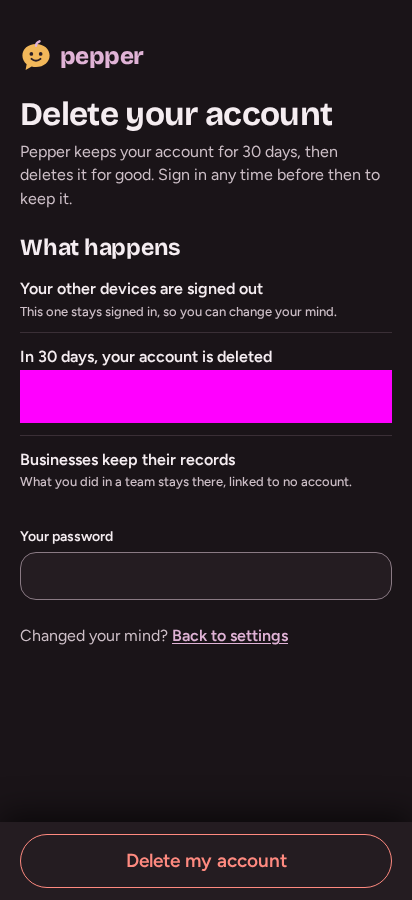 pepper
Delete your account
Pepper keeps your account for 30 days, then
deletes it for good. Sign in any time before then to
keep it.
What happens
Your other devices are signed out
This one stays signed in, so you can change your mind.
In 30 days, your account is deleted
Businesses keep their records
What you did in a team stays there, linked to no account.
Your password
Changed your mind? Back to settings
Delete my account